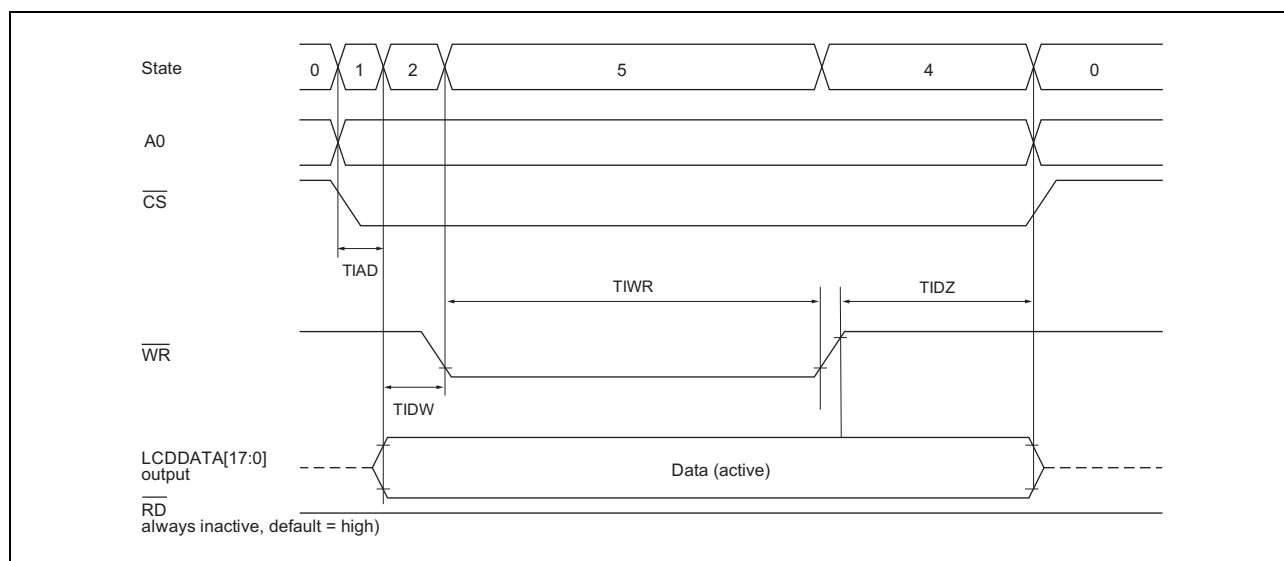 State
0 1 2 5 4 0
A0
CS
TIAD
TIWR TIDZ
WR
TIDW
LCDDATA[17:0]
output
Data (active)
RD
always inactive, default = high)